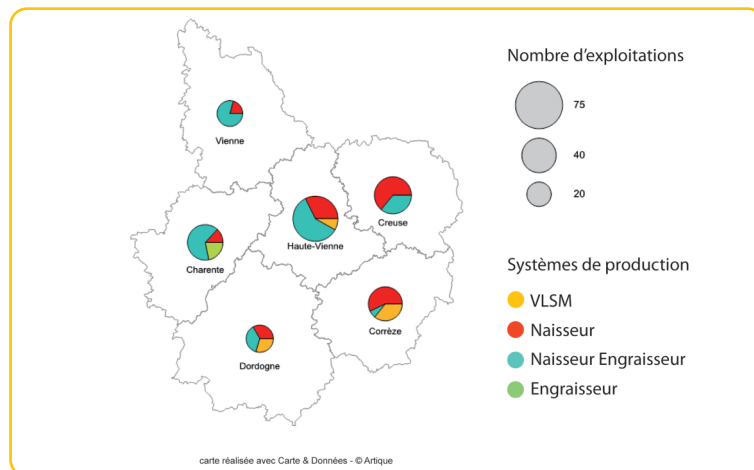 Nombre d'exploitations
75
40
20
Vienne
Creuse
Haute-Vienne
Charente
Corrèze
Dordogne
Systèmes de production
VLSM
Naisseur
Naisseur Engraisseur
Engraisseur
carte réalisée avec Carte & Données - © Artique